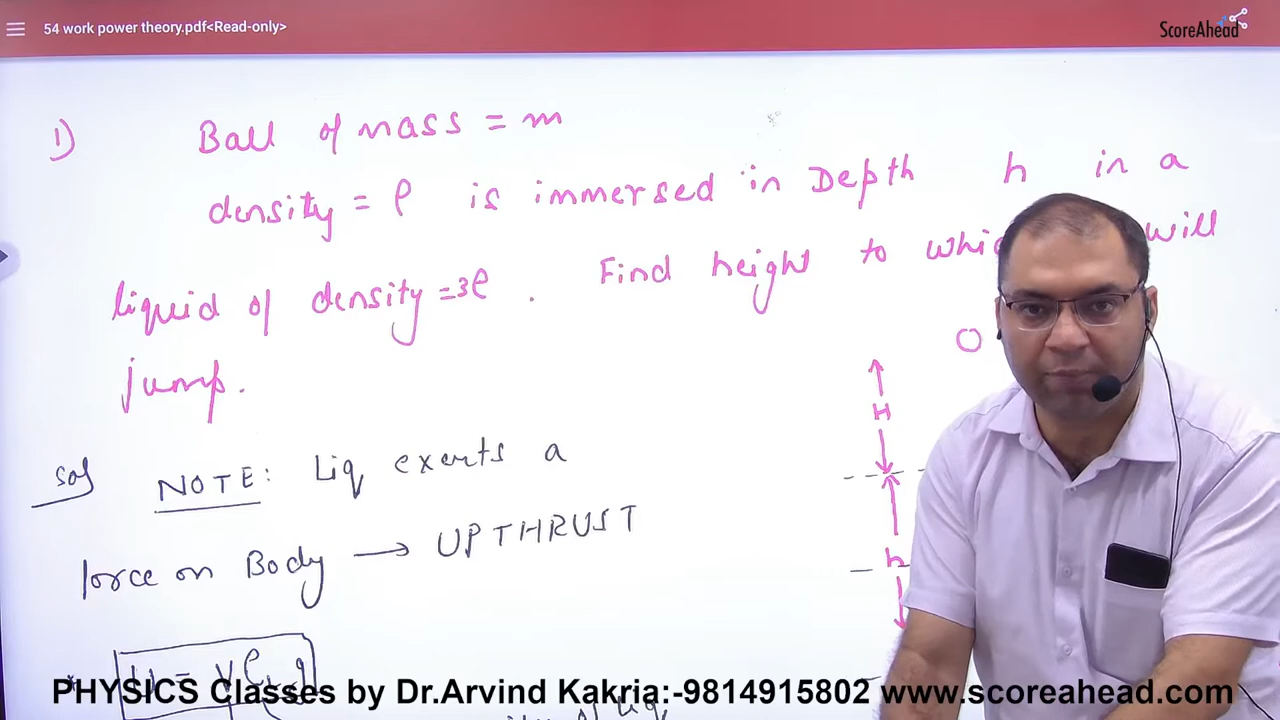 54 work power theory.pdf<Read-only>
ScoreAhead
1) Ball of mass = m
density = ρ is immersed in Depth h in a
liquid of density = 3ρ . Find height to will
jump.
O
H
Sol NOTE: Liq exerts a
force on Body → UPTHRUST
h
of liq
PHYSICS Classes by Dr.Arvind Kakria:-9814915802 www.scoreahead.com